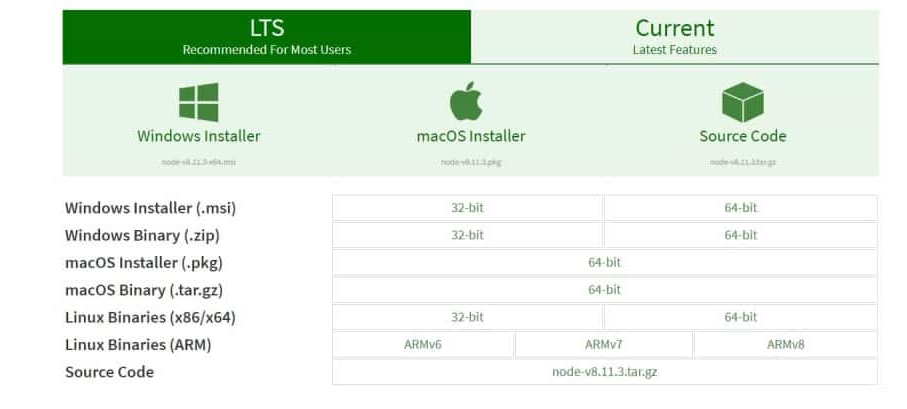 LTS
Recommended For Most Users
Current
Latest Features
Windows Installer
node-v8.11.3-x64.msi
macOS Installer
node-v8.11.3.pkg
Source Code
node-v8.11.3.tar.gz
Windows Installer (.msi) 32-bit 64-bit
Windows Binary (.zip) 32-bit 64-bit
macOS Installer (.pkg) 64-bit
macOS Binary (.tar.gz) 64-bit
Linux Binaries (x86/x64) 32-bit 64-bit
Linux Binaries (ARM) ARMv6 ARMv7 ARMv8
Source Code node-v8.11.3.tar.gz